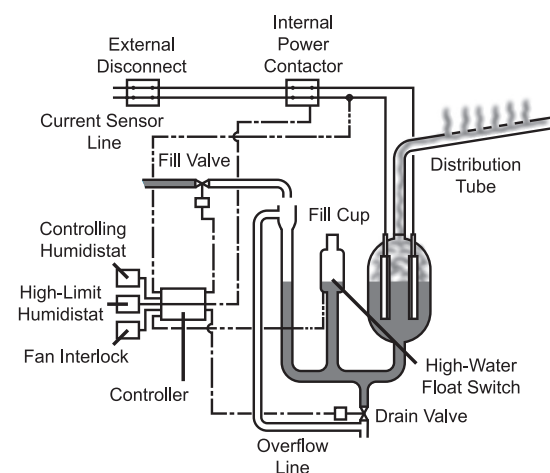 External
Disconnect
Internal
Power
Contactor
Current Sensor
Line
Fill Valve
Distribution
Tube
Fill Cup
Controlling
Humidistat
High-Limit
Humidistat
Fan Interlock
Controller
High-Water
Float Switch
Drain Valve
Overflow
Line